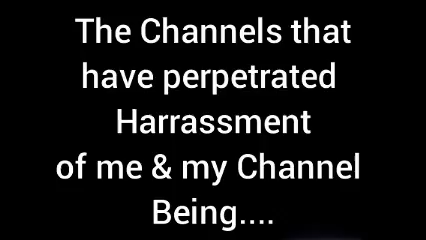 The Channels that
have perpetrated
Harrassment
of me & my Channel
Being....